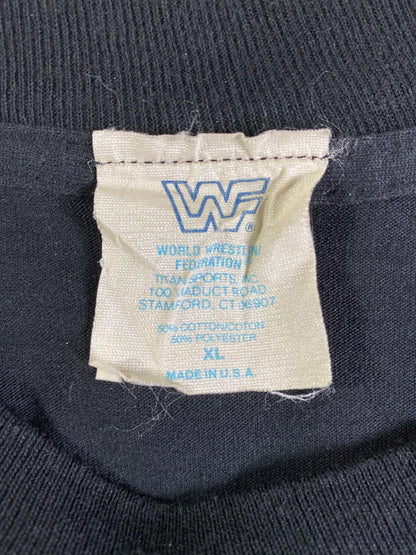 WF
®
WORLD WRESTLING
FEDERATION
TITAN SPORTS, INC.
100 VIADUCT ROAD
STAMFORD, CT 06907
50% COTTON/COTON
50% POLYESTER
XL
MADE IN U.S.A.